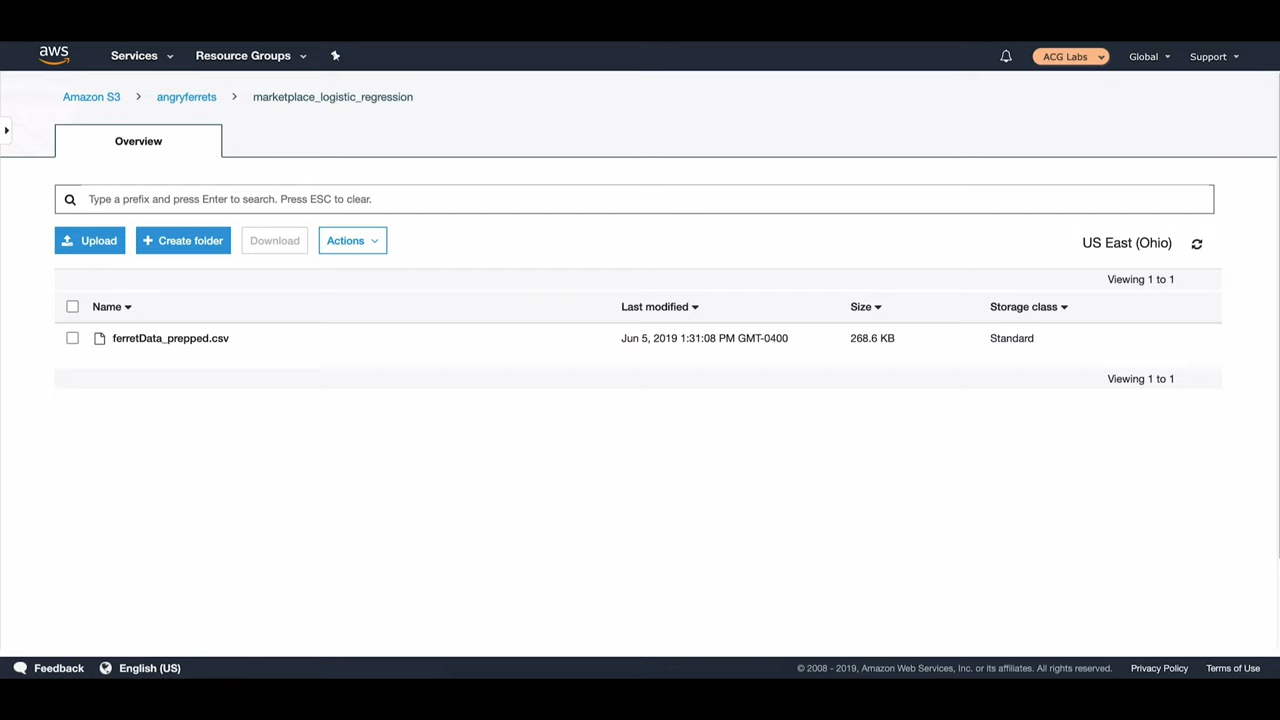 aws Services Resource Groups ACG Labs Global Support
Amazon S3 angryferrets marketplace_logistic_regression
Overview
Type a prefix and press Enter to search. Press ESC to clear.
Upload Create folder Download Actions US East (Ohio)
Viewing 1 to 1
Name Last modified Size Storage class
ferretData_prepped.csv Jun 5, 2019 1:31:08 PM GMT-0400 268.6 KB Standard
Viewing 1 to 1
Feedback English (US) © 2008 - 2019, Amazon Web Services, Inc. or its affiliates. All rights reserved. Privacy Policy Terms of Use